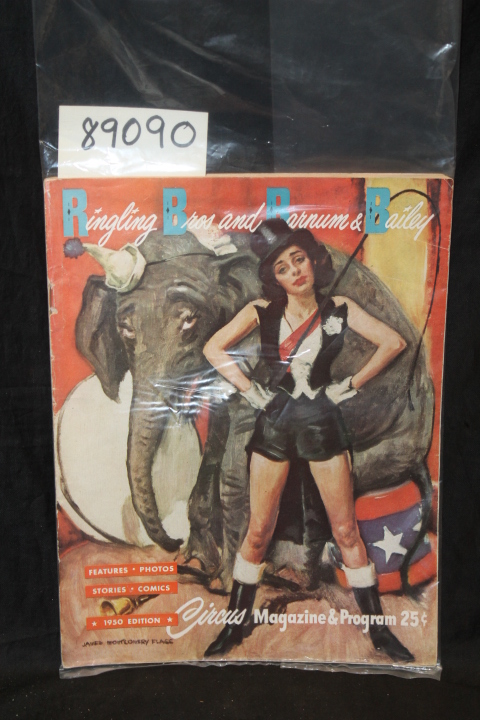 89090
Ringling Bros and Barnum & Bailey
FEATURES • PHOTOS
STORIES • COMICS
★ 1950 EDITION ★
Circus Magazine & Program 25¢
JAMES MONTGOMERY FLAGG